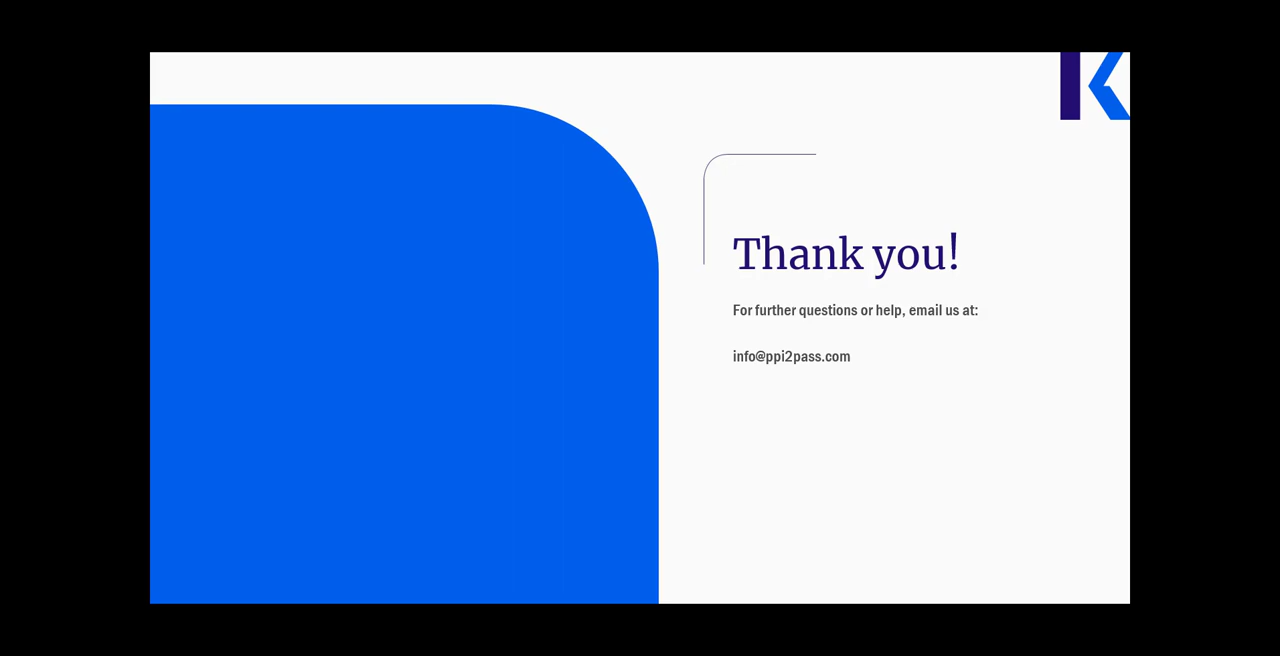 Thank you!
For further questions or help, email us at:
info@ppi2pass.com